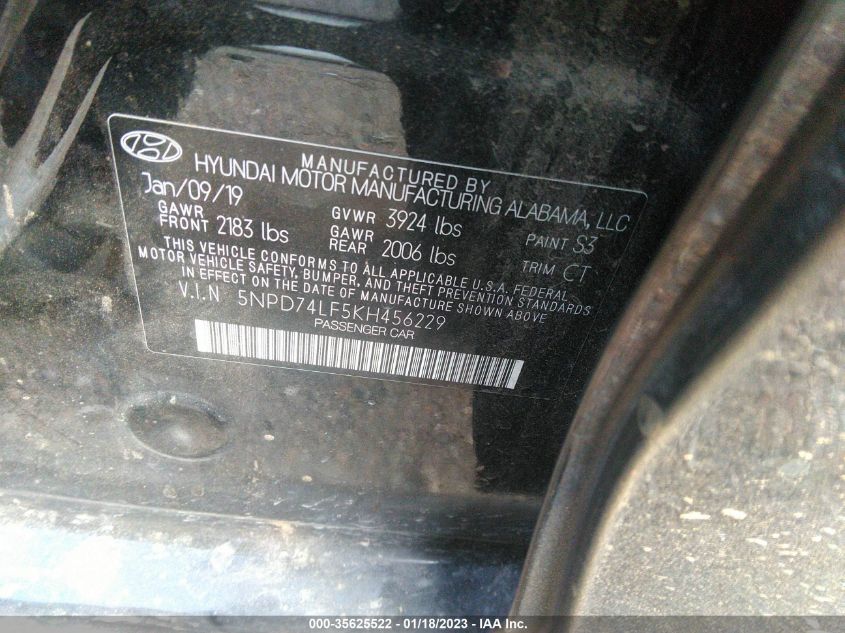 MANUFACTURED BY
HYUNDAI MOTOR MANUFACTURING ALABAMA, LLC
Jan/09/19
GAWR FRONT 2183 lbs
GVWR 3924 lbs
GAWR REAR 2006 lbs
PAINT S3
TRIM CT
THIS VEHICLE CONFORMS TO ALL APPLICABLE U.S.A. FEDERAL
MOTOR VEHICLE SAFETY, BUMPER, AND THEFT PREVENTION STANDARDS
IN EFFECT ON THE DATE OF MANUFACTURE SHOWN ABOVE
V.I.N 5NPD74LF5KH456229
PASSENGER CAR
000-35625522 / 01/18/2023 - IAA Inc.